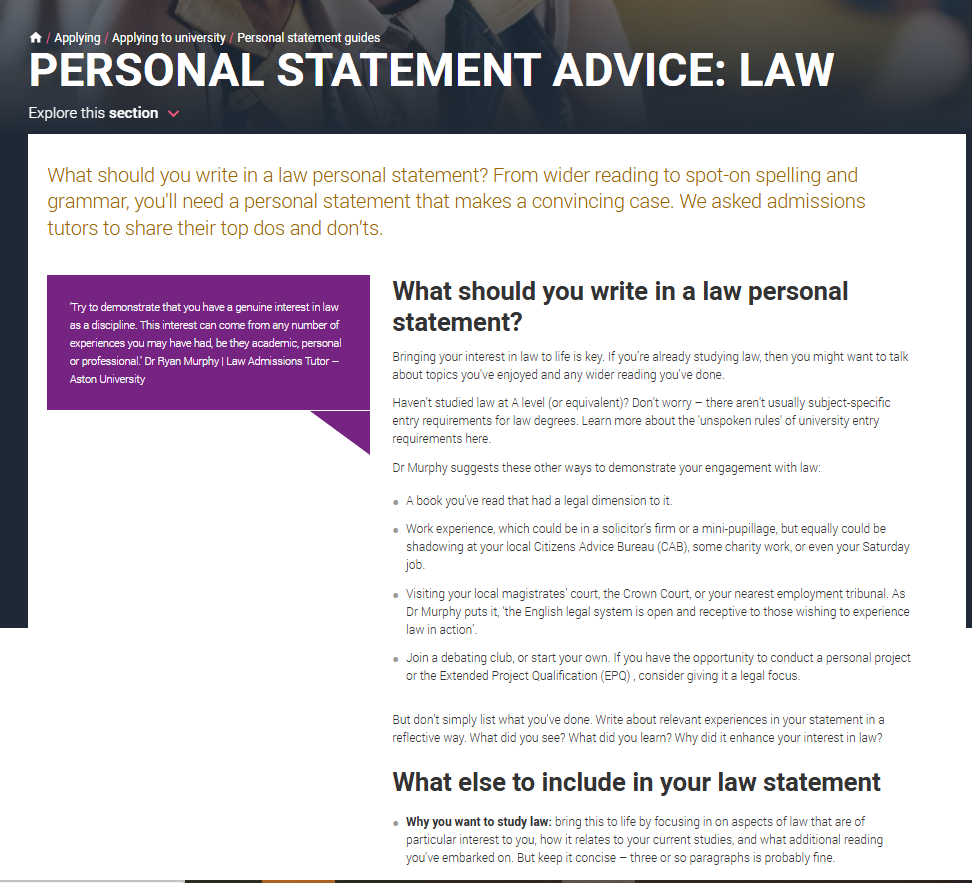 / Applying / Applying to university / Personal statement guides
PERSONAL STATEMENT ADVICE: LAW
Explore this section
What should you write in a law personal statement? From wider reading to spot-on spelling and
grammar, you'll need a personal statement that makes a convincing case. We asked admissions
tutors to share their top dos and don'ts.
'Try to demonstrate that you have a genuine interest in law
as a discipline. This interest can come from any number of
experiences you may have had, be they academic, personal
or professional.' Dr Ryan Murphy | Law Admissions Tutor –
Aston University
What should you write in a law personal
statement?
Bringing your interest in law to life is key. If you're already studying law, then you might want to talk
about topics you've enjoyed and any wider reading you've done.
Haven't studied law at A level (or equivalent)? Don't worry – there aren't usually subject-specific
entry requirements for law degrees. Learn more about the 'unspoken rules' of university entry
requirements here.
Dr Murphy suggests these other ways to demonstrate your engagement with law:
• A book you've read that had a legal dimension to it.
• Work experience, which could be in a solicitor's firm or a mini-pupillage, but equally could be
shadowing at your local Citizens Advice Bureau (CAB), some charity work, or even your Saturday
job.
• Visiting your local magistrates' court, the Crown Court, or your nearest employment tribunal. As
Dr Murphy puts it, 'the English legal system is open and receptive to those wishing to experience
law in action'.
• Join a debating club, or start your own. If you have the opportunity to conduct a personal project
or the Extended Project Qualification (EPQ) , consider giving it a legal focus.
But don't simply list what you've done. Write about relevant experiences in your statement in a
reflective way. What did you see? What did you learn? Why did it enhance your interest in law?
What else to include in your law statement
• Why you want to study law: bring this to life by focusing in on aspects of law that are of
particular interest to you, how it relates to your current studies, and what additional reading
you've embarked on. But keep it concise – three or so paragraphs is probably fine.